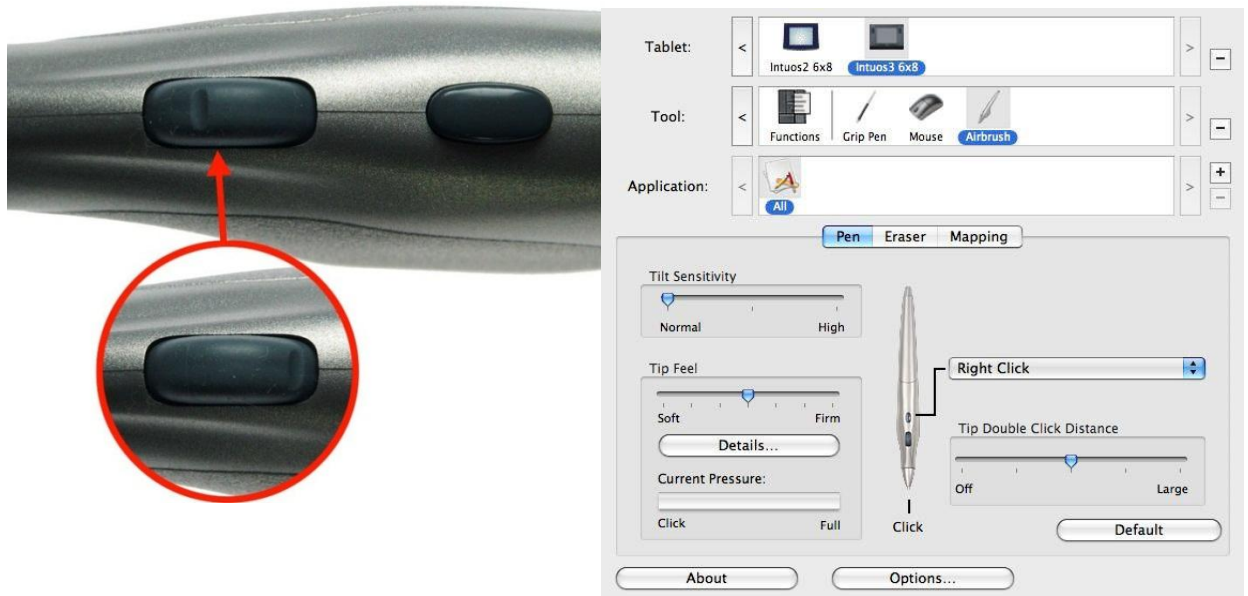 Tablet:
<
Intuos2 6x8
Intuos3 6x8
>
−
Tool:
<
Functions
Grip Pen
Mouse
Airbrush
>
−
Application:
<
All
>
+
−
Pen Eraser Mapping
Tilt Sensitivity
Normal High
Tip Feel
Soft Firm
Details...
Current Pressure:
Click Full
Right Click
Click
Tip Double Click Distance
Off Large
Default
About
Options...